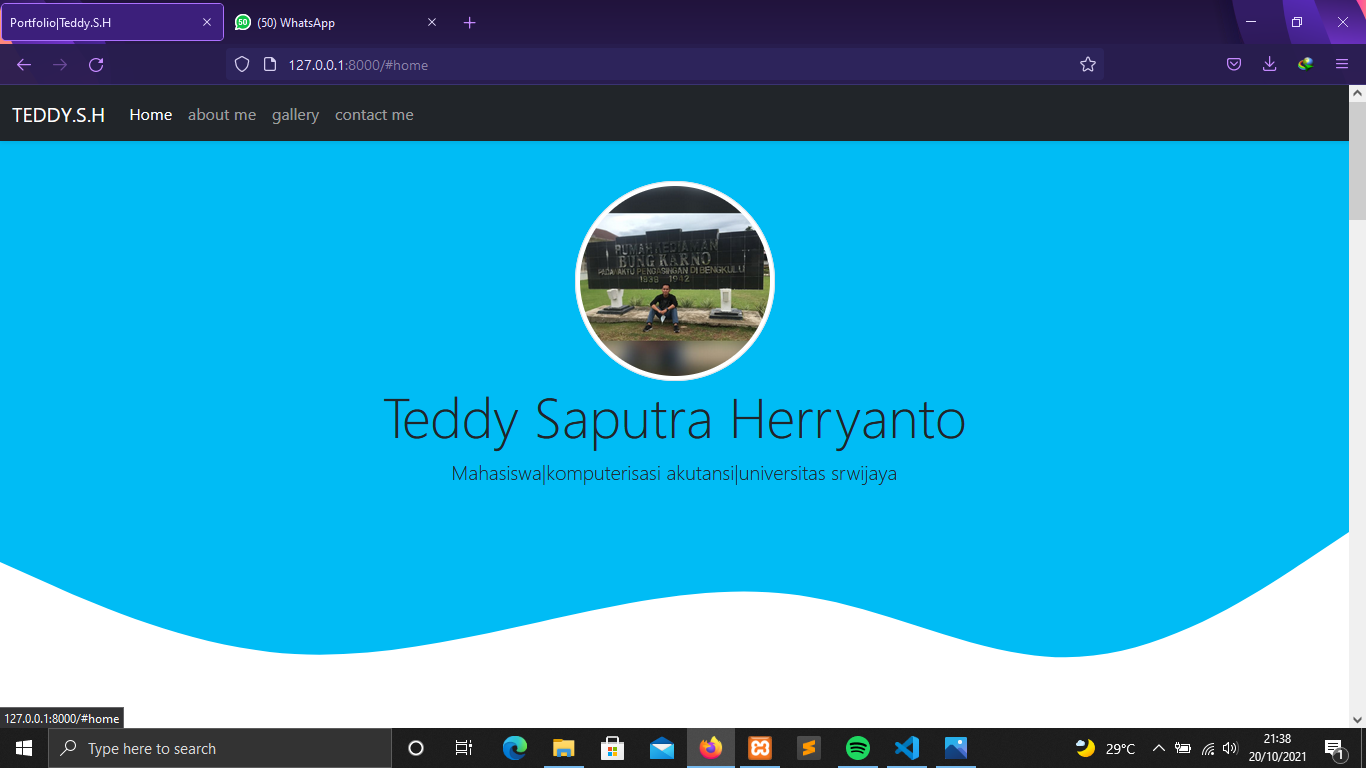 Portfolio|Teddy.S.H
50
(50) WhatsApp
127.0.0.1:8000/#home
TEDDY.S.H
Home
about me
gallery
contact me
RUMAH KEDIAMAN
BUNG KARNO
PADA WAKTU PENGASINGAN DI BENGKULU
1938 1942
Teddy Saputra Herryanto
Mahasiswa|komputerisasi akutansi|universitas srwijaya
127.0.0.1:8000/#home
Type here to search
29°C
21:38
20/10/2021
1